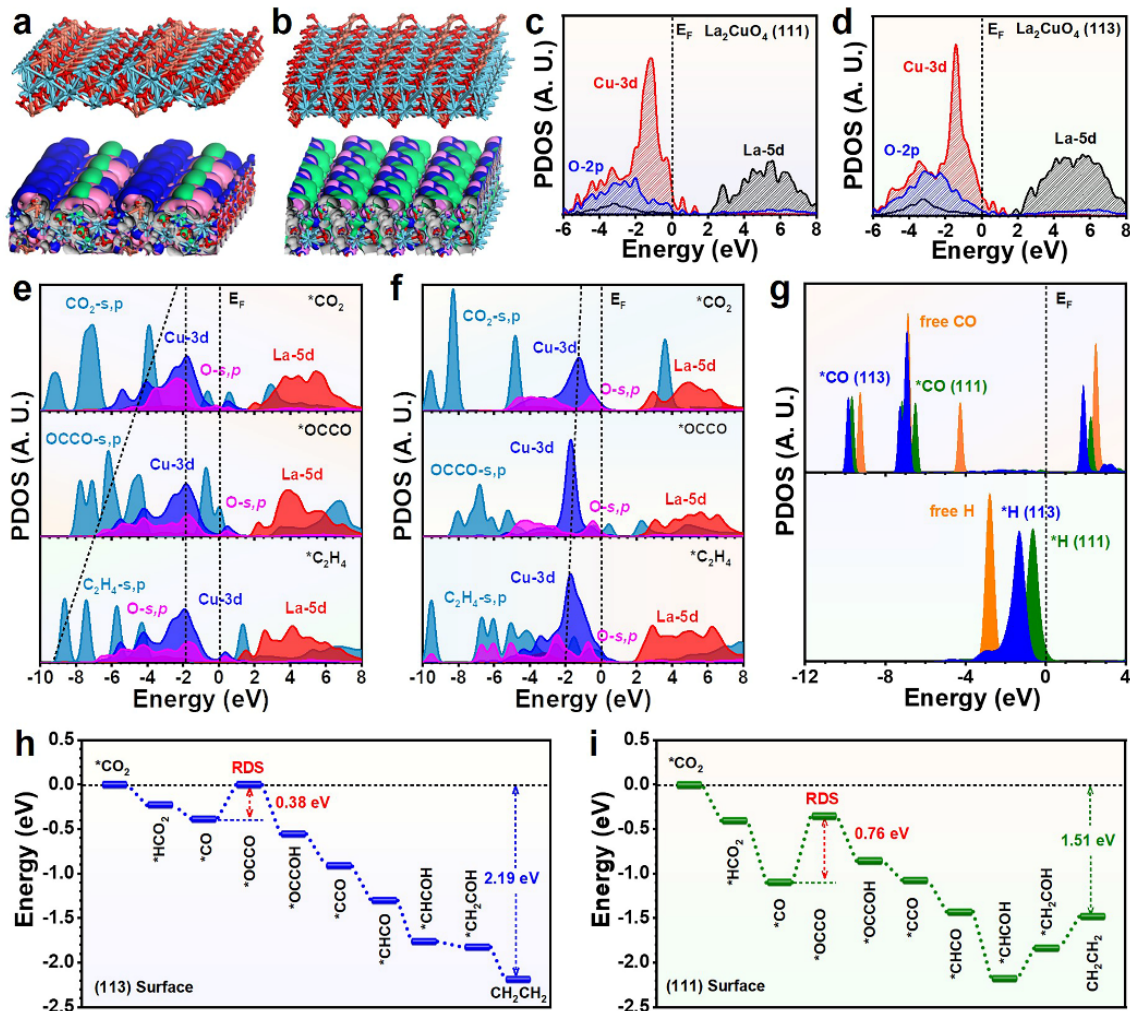 a
b
c
E_F La₂CuO₄ (111)
Cu-3d
O-2p
La-5d
PDOS (A. U.)
-6 -4 -2 0 2 4 6 8
Energy (eV)
d
E_F La₂CuO₄ (113)
Cu-3d
O-2p
La-5d
PDOS (A. U.)
-6 -4 -2 0 2 4 6 8
Energy (eV)
e
CO₂-s,p
E_F
*CO₂
Cu-3d
O-s,p
La-5d
*OCCO
OCCO-s,p
Cu-3d
O-s,p
La-5d
*C₂H₄
C₂H₄-s,p
O-s,p
Cu-3d
La-5d
PDOS (A. U.)
-10 -8 -6 -4 -2 0 2 4 6 8
Energy (eV)
f
CO₂-s,p
E_F
*CO₂
Cu-3d
O-s,p
La-5d
*OCCO
OCCO-s,p
Cu-3d
O-s,p
La-5d
*C₂H₄
C₂H₄-s,p
Cu-3d
O-s,p
La-5d
PDOS (A. U.)
-10 -8 -6 -4 -2 0 2 4 6 8
Energy (eV)
g
E_F
free CO
*CO (113)
*CO (111)
free H
*H (113)
*H (111)
PDOS (A. U.)
-12 -8 -4 0 4
Energy (eV)
h
0.5
0.0
-0.5
-1.0
-1.5
-2.0
-2.5
Energy (eV)
*CO₂
*HCO₂
*CO
RDS
0.38 eV
*OCCO
*OCCOH
*CCO
*CHCO
*CHCOH
*CH₂COH
CH₂CH₂
2.19 eV
(113) Surface
i
0.5
0.0
-0.5
-1.0
-1.5
-2.0
-2.5
Energy (eV)
*CO₂
*HCO₂
*CO
RDS
0.76 eV
*OCCO
*OCCOH
*CCO
*CHCO
*CHCOH
*CH₂COH
CH₂CH₂
1.51 eV
(111) Surface